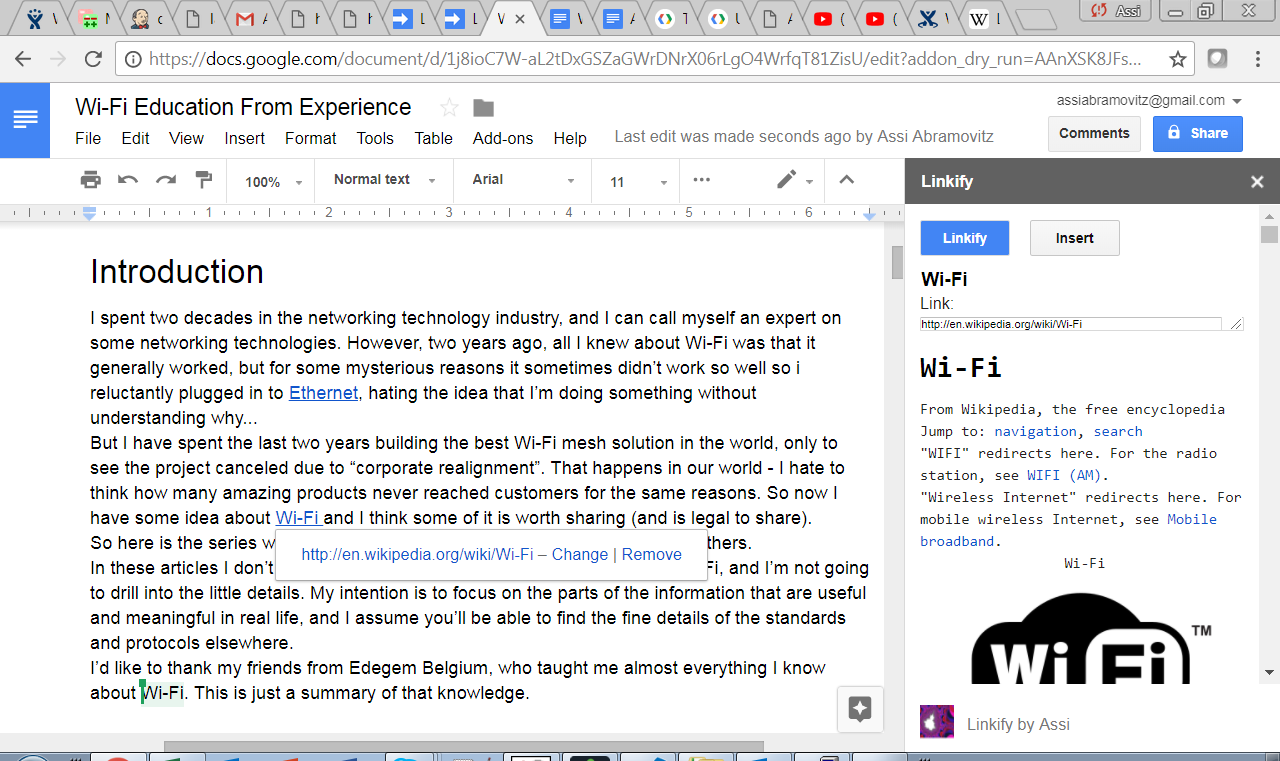 Assi
https://docs.google.com/document/d/1j8ioC7W-aL2tDxGSZaGWrDNrX06rLgO4WrfqT81ZisU/edit?addon_dry_run=AAnXSK8JFs...
Wi-Fi Education From Experience
assiabramovitz@gmail.com
File Edit View Insert Format Tools Table Add-ons Help Last edit was made seconds ago by Assi Abramovitz
Comments Share
100% Normal text Arial 11
Linkify
1 2 3 4 5 6
Linkify Insert
Wi-Fi
Link:
http://en.wikipedia.org/wiki/Wi-Fi
Wi-Fi
From Wikipedia, the free encyclopedia
Jump to: navigation, search
"WIFI" redirects here. For the radio
station, see WIFI (AM).
"Wireless Internet" redirects here. For
mobile wireless Internet, see Mobile
broadband.
Wi-Fi
Wi Fi TM
Linkify by Assi
Introduction
I spent two decades in the networking technology industry, and I can call myself an expert on
some networking technologies. However, two years ago, all I knew about Wi-Fi was that it
generally worked, but for some mysterious reasons it sometimes didn't work so well so i
reluctantly plugged in to Ethernet, hating the idea that I'm doing something without
understanding why...
But I have spent the last two years building the best Wi-Fi mesh solution in the world, only to
see the project canceled due to “corporate realignment”. That happens in our world - I hate to
think how many amazing products never reached customers for the same reasons. So now I
have some idea about Wi-Fi and I think some of it is worth sharing (and is legal to share).
So here is the series w thers.
http://en.wikipedia.org/wiki/Wi-Fi – Change | Remove
In these articles I don't Fi, and I'm not going
to drill into the little details. My intention is to focus on the parts of the information that are useful
and meaningful in real life, and I assume you'll be able to find the fine details of the standards
and protocols elsewhere.
I'd like to thank my friends from Edegem Belgium, who taught me almost everything I know
about Wi-Fi. This is just a summary of that knowledge.